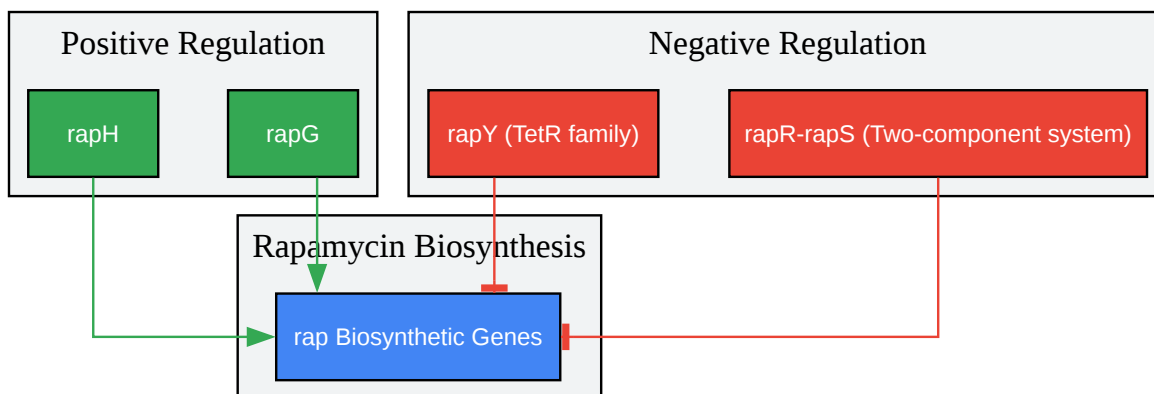 Positive Regulation
Negative Regulation
rapH
rapG
rapY (TetR family)
rapR-rapS (Two-component system)
Rapamycin Biosynthesis
rap Biosynthetic Genes